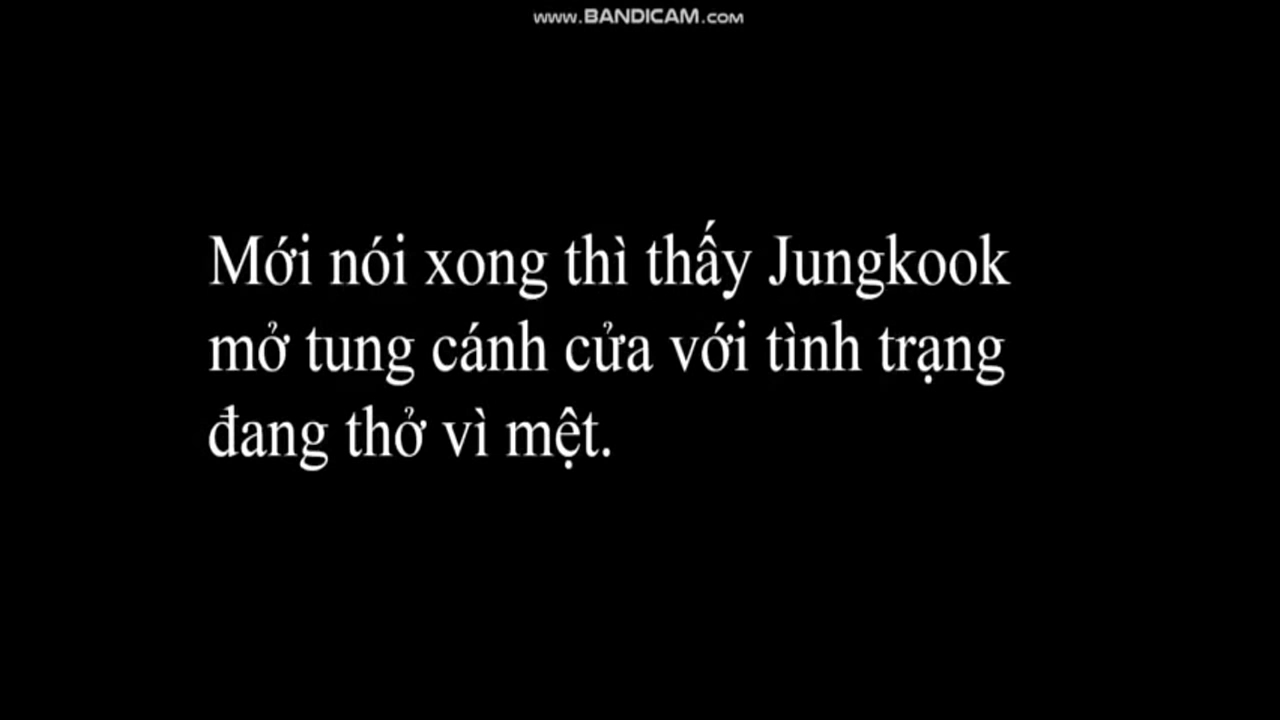 www.BANDICAM.com
Mới nói xong thì thấy Jungkook
mở tung cánh cửa với tình trạng
đang thở vì mệt.